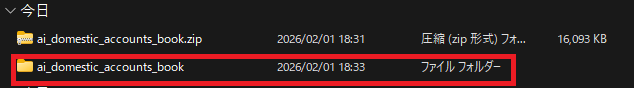 今日
ai_domestic_accounts_book.zip 2026/02/01 18:31 圧縮 (zip 形式) フォ... 16,093 KB
ai_domestic_accounts_book 2026/02/01 18:33 ファイル フォルダー